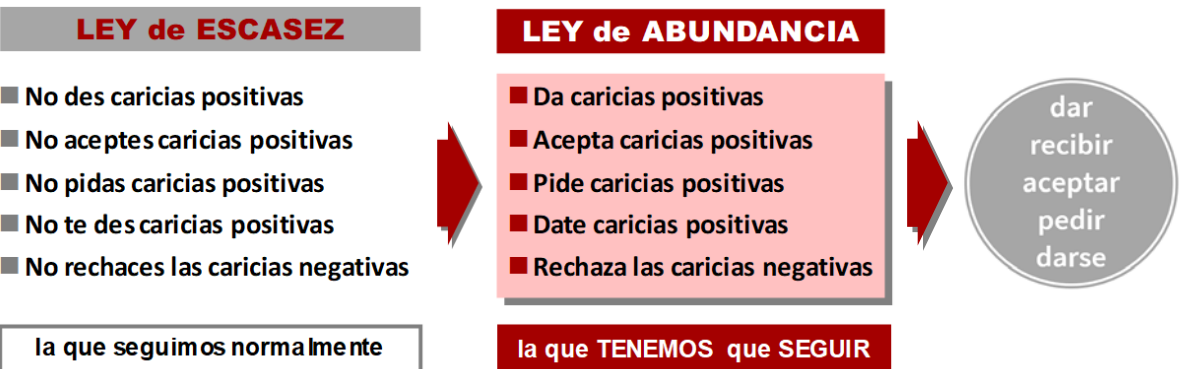 LEY de ESCASEZ
No des caricias positivas
No aceptes caricias positivas
No pidas caricias positivas
No te des caricias positivas
No rechaces las caricias negativas
la que seguimos normalmente
LEY de ABUNDANCIA
Da caricias positivas
Acepta caricias positivas
Pide caricias positivas
Date caricias positivas
Rechaza las caricias negativas
la que TENEMOS que SEGUIR
dar
recibir
aceptar
pedir
darse